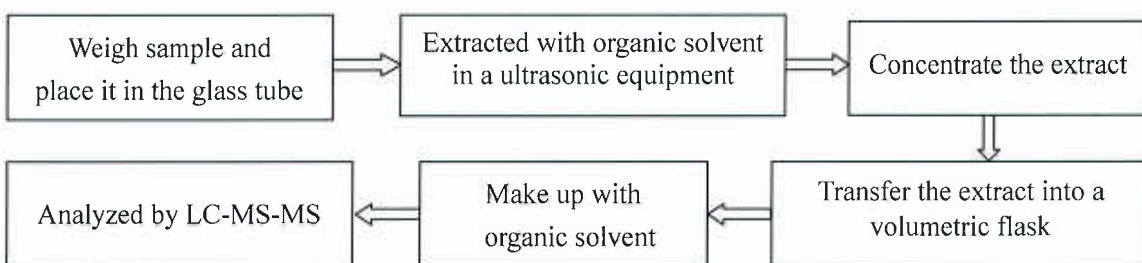 Weigh sample and
place it in the glass tube
Extracted with organic solvent
in a ultrasonic equipment
Concentrate the extract
Transfer the extract into a
volumetric flask
Make up with
organic solvent
Analyzed by LC-MS-MS